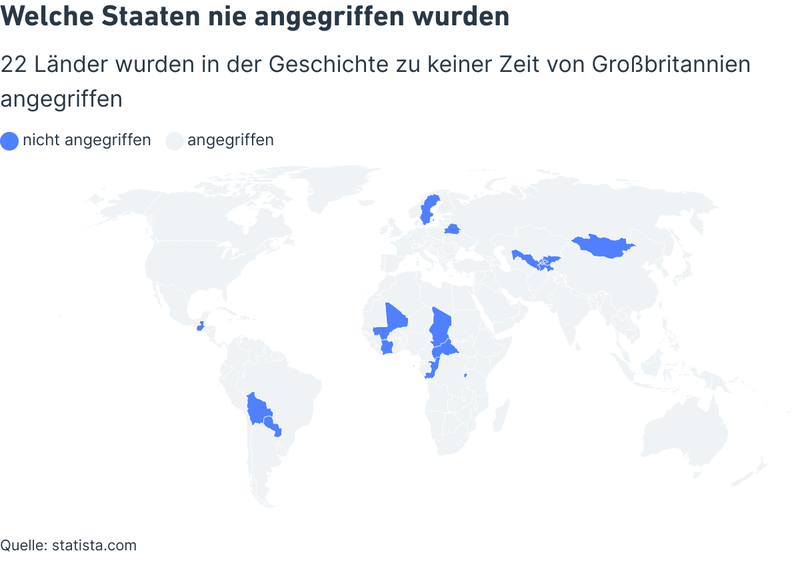 Welche Staaten nie angegriffen wurden
22 Länder wurden in der Geschichte zu keiner Zeit von Großbritannien
angegriffen
nicht angegriffen angegriffen
Quelle: statista.com